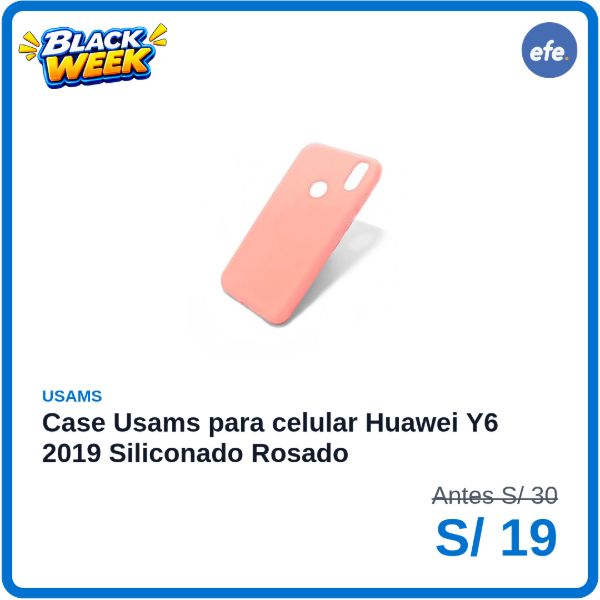 BLACK
WEEK
efe.
USAMS
Case Usams para celular Huawei Y6
2019 Siliconado Rosado
Antes S/ 30
S/ 19